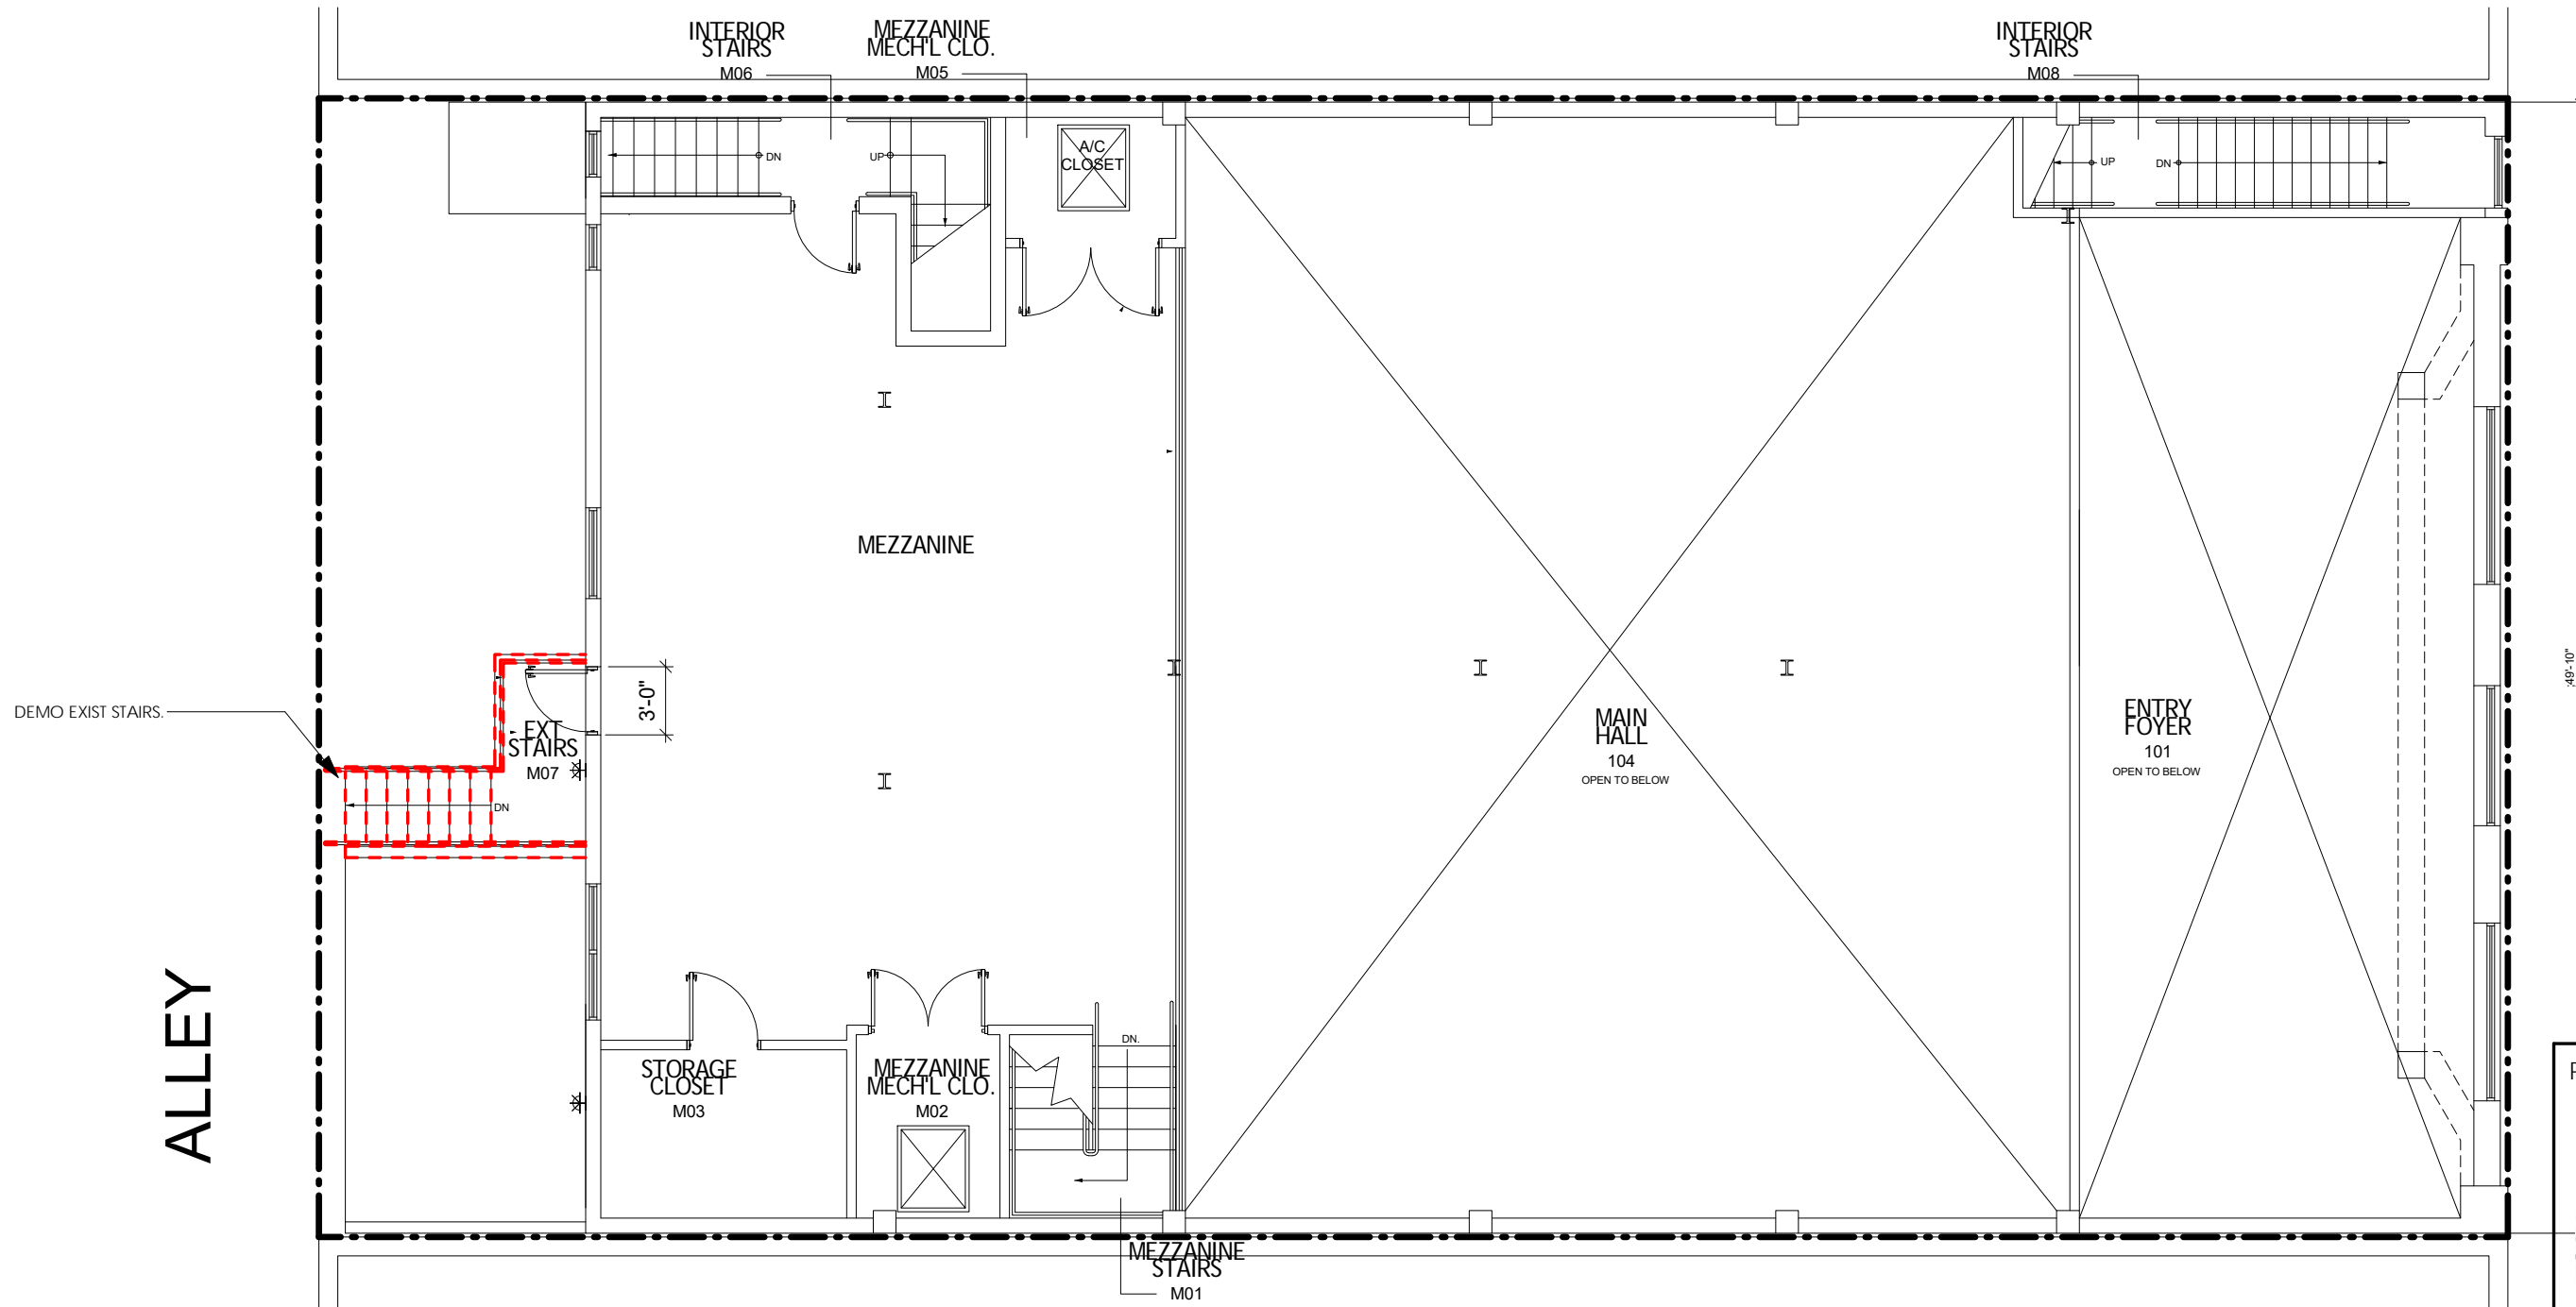 INTERIOR
STAIRS
M06
MEZZANINE
MECH'L CLO.
M05
INTERIOR
STAIRS
M08
DN
UP
A/C
CLOSET
UP
DN
MEZZANINE
3'-0"
DEMO EXIST STAIRS.
EXT
STAIRS
M07
DN
MAIN
HALL
104
OPEN TO BELOW
ENTRY
FOYER
101
OPEN TO BELOW
49'-10"
ALLEY
STORAGE
CLOSET
M03
MEZZANINE
MECH'L CLO.
M02
DN.
MEZZANINE
STAIRS
M01